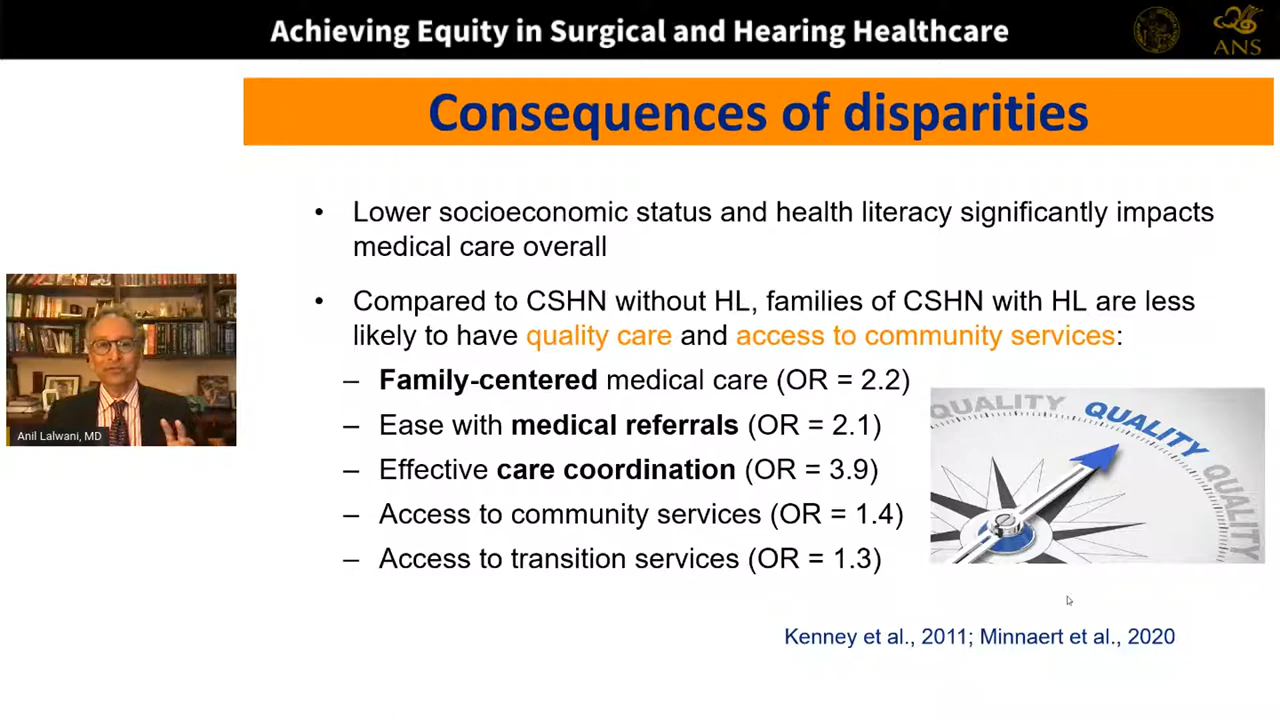 Achieving Equity in Surgical and Hearing Healthcare
ANS
Consequences of disparities
• Lower socioeconomic status and health literacy significantly impacts
medical care overall
• Compared to CSHN without HL, families of CSHN with HL are less
likely to have quality care and access to community services:
– Family-centered medical care (OR = 2.2)
– Ease with medical referrals (OR = 2.1)
– Effective care coordination (OR = 3.9)
– Access to community services (OR = 1.4)
– Access to transition services (OR = 1.3)
Anil Lalwani, MD
QUALITY
QUALITY
QUALITY
Kenney et al., 2011; Minnaert et al., 2020